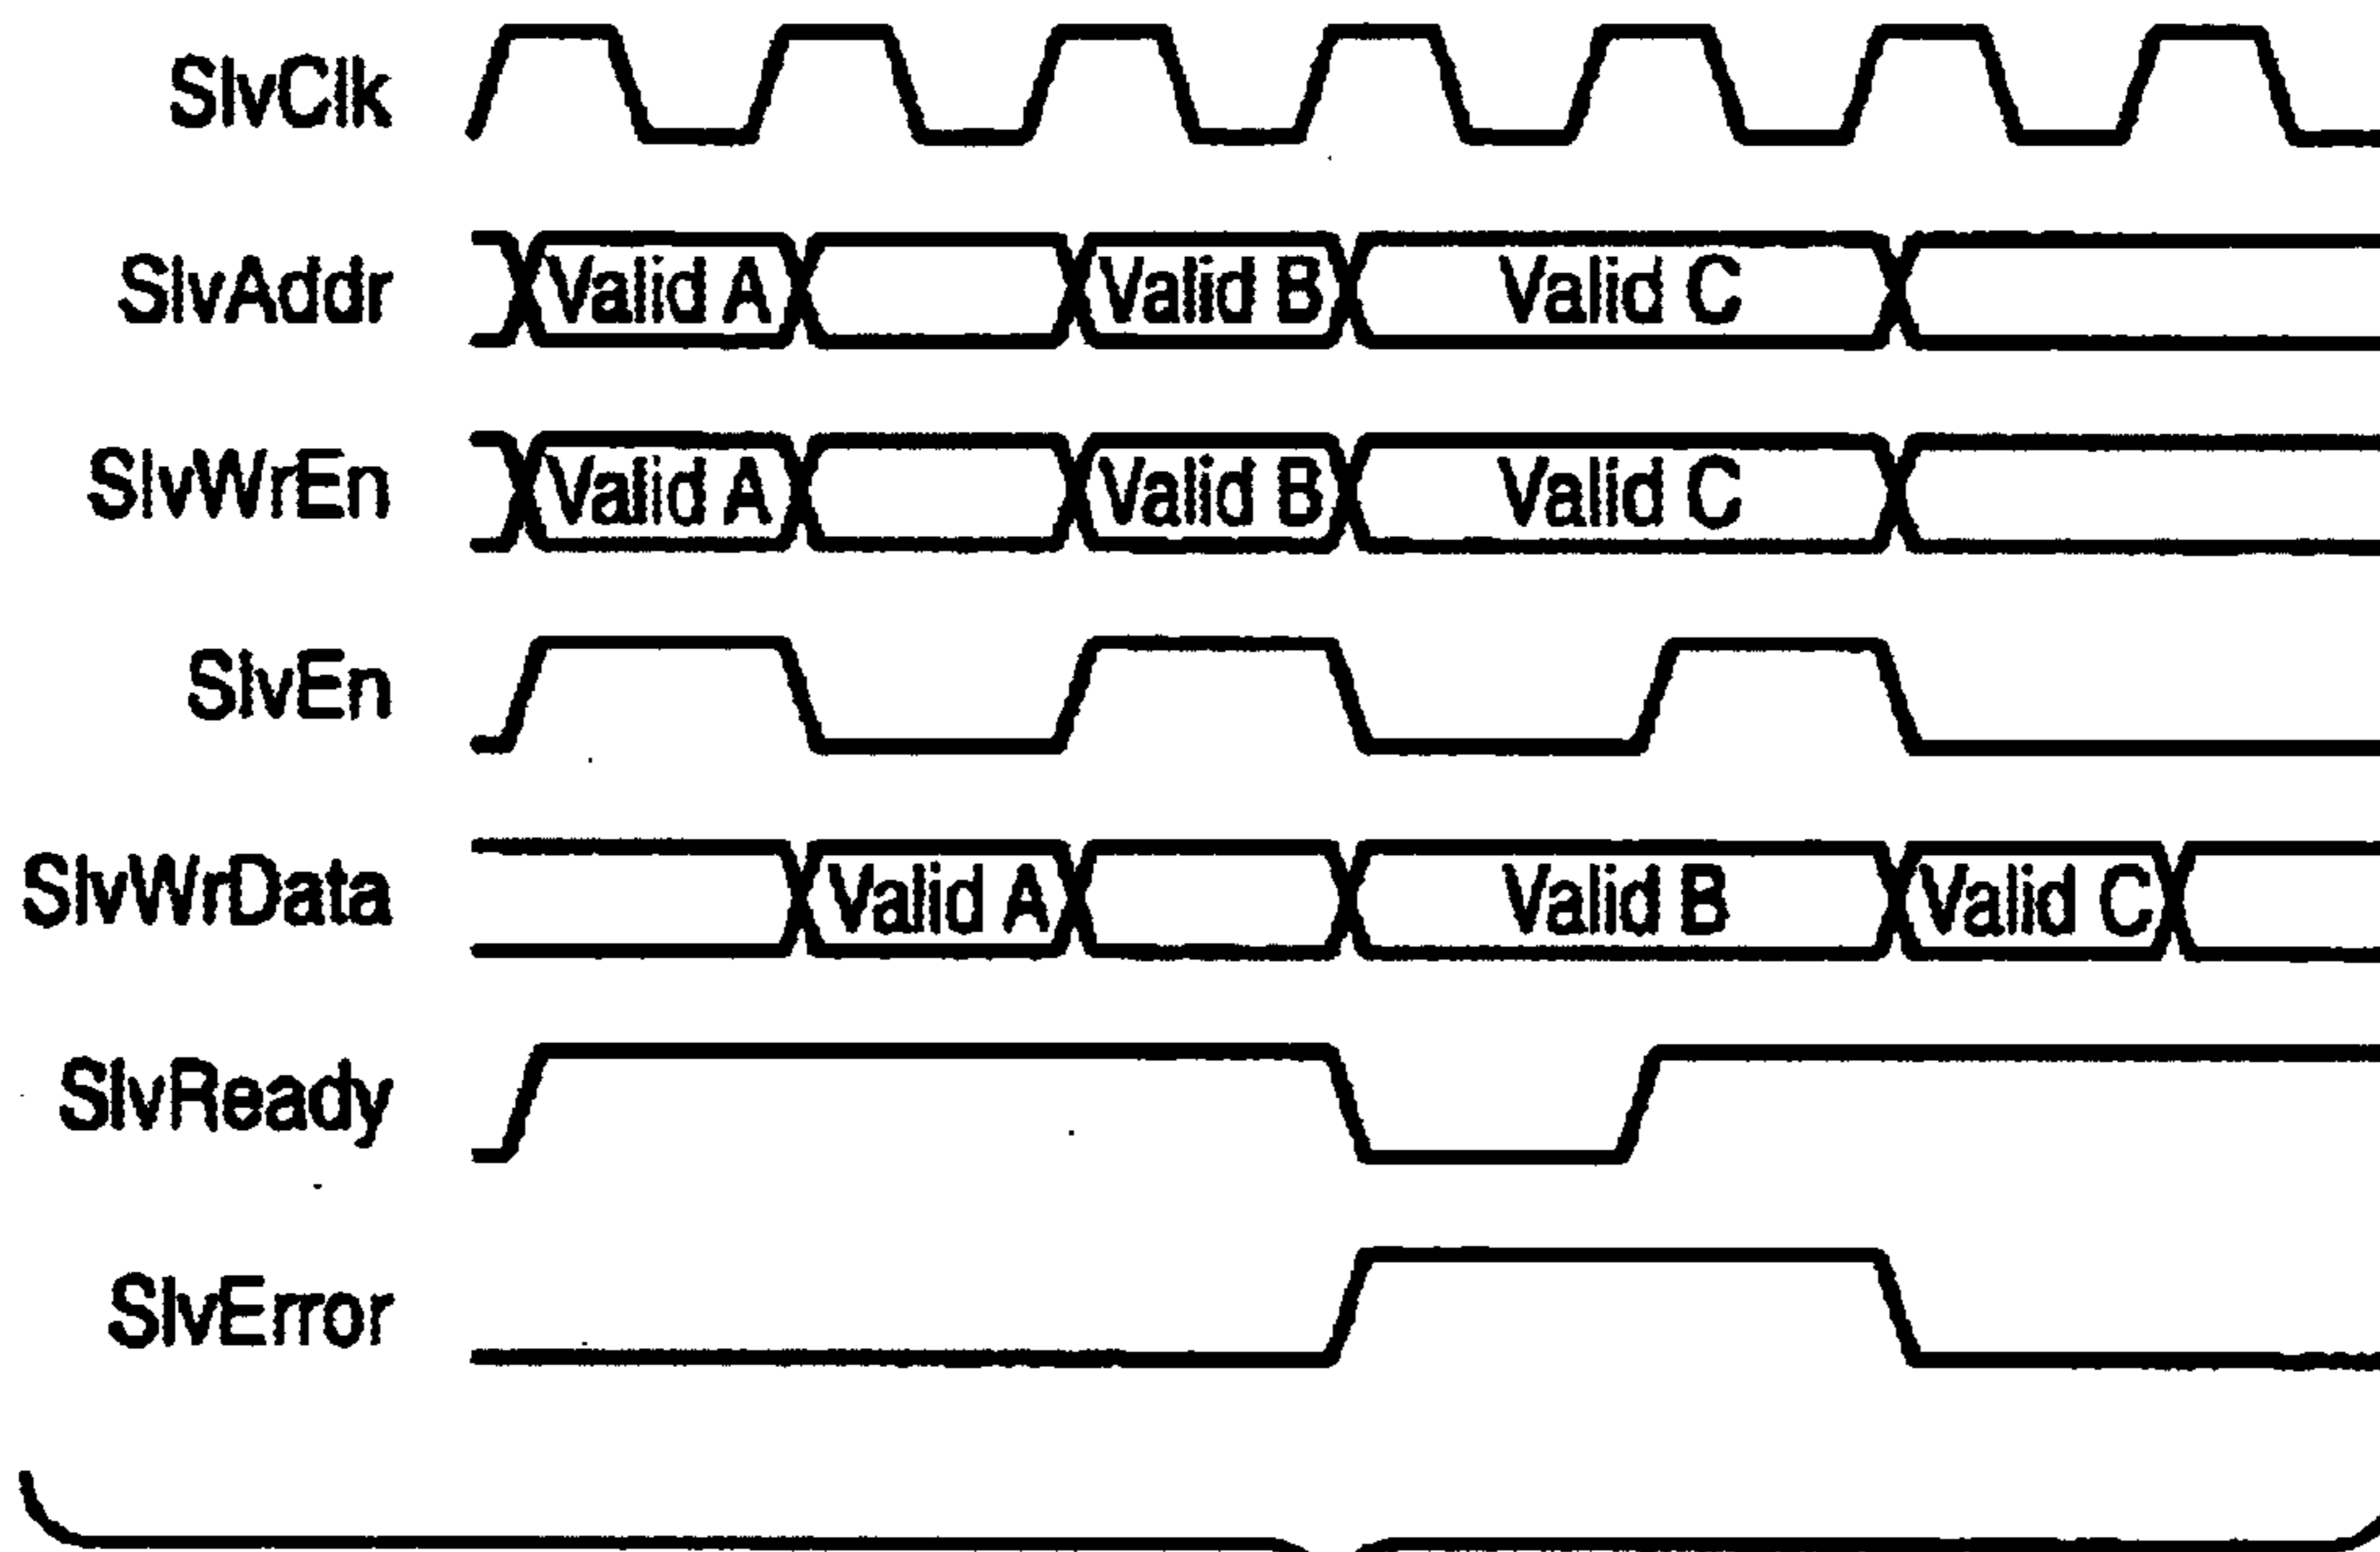 SlvClk
SlvAddr Valid A Valid B Valid C
SlvWrEn Valid A Valid B Valid C
SlvEn
SlvWrData Valid A Valid B Valid C
SlvReady
SlvError